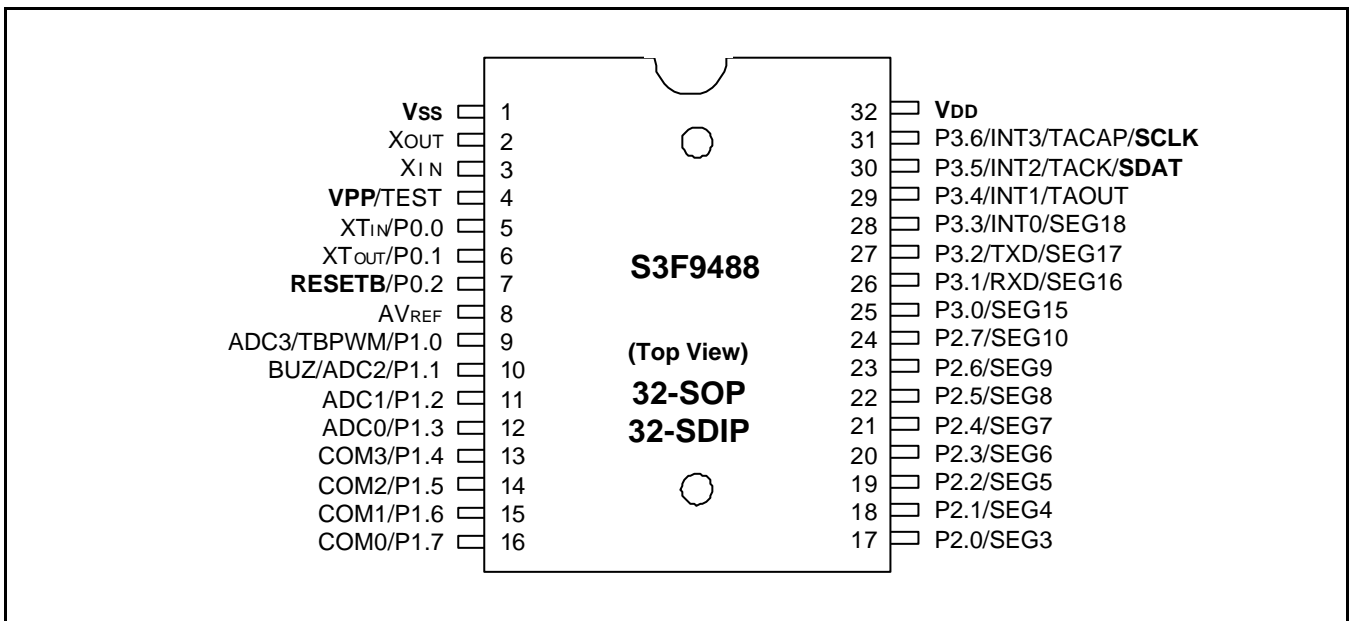 Vss 1
XOUT 2
XIN 3
VPP/TEST 4
XTIN/P0.0 5
XTOUT/P0.1 6
RESETB/P0.2 7
AVREF 8
ADC3/TBPWM/P1.0 9
BUZ/ADC2/P1.1 10
ADC1/P1.2 11
ADC0/P1.3 12
COM3/P1.4 13
COM2/P1.5 14
COM1/P1.6 15
COM0/P1.7 16
S3F9488
(Top View)
32-SOP
32-SDIP
32 VDD
31 P3.6/INT3/TACAP/SCLK
30 P3.5/INT2/TACK/SDAT
29 P3.4/INT1/TAOUT
28 P3.3/INT0/SEG18
27 P3.2/TXD/SEG17
26 P3.1/RXD/SEG16
25 P3.0/SEG15
24 P2.7/SEG10
23 P2.6/SEG9
22 P2.5/SEG8
21 P2.4/SEG7
20 P2.3/SEG6
19 P2.2/SEG5
18 P2.1/SEG4
17 P2.0/SEG3